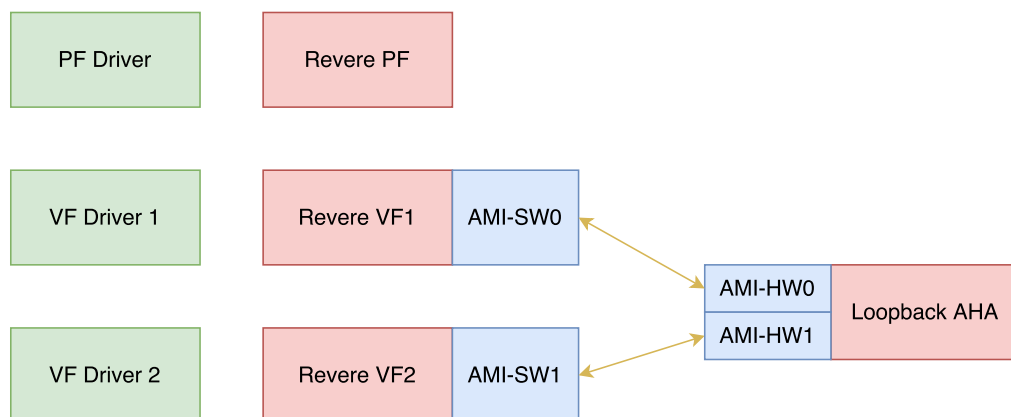 PF Driver
Revere PF
VF Driver 1
Revere VF1
AMI-SW0
AMI-HW0
Loopback AHA
AMI-HW1
VF Driver 2
Revere VF2
AMI-SW1